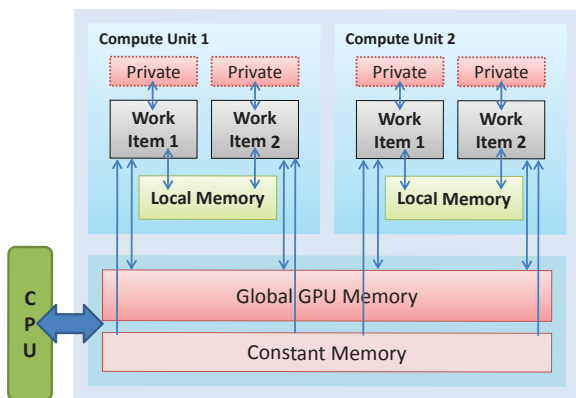 Compute Unit 1
Private
Private
Work
Item 1
Work
Item 2
Local Memory
Compute Unit 2
Private
Private
Work
Item 1
Work
Item 2
Local Memory
C
P
U
Global GPU Memory
Constant Memory